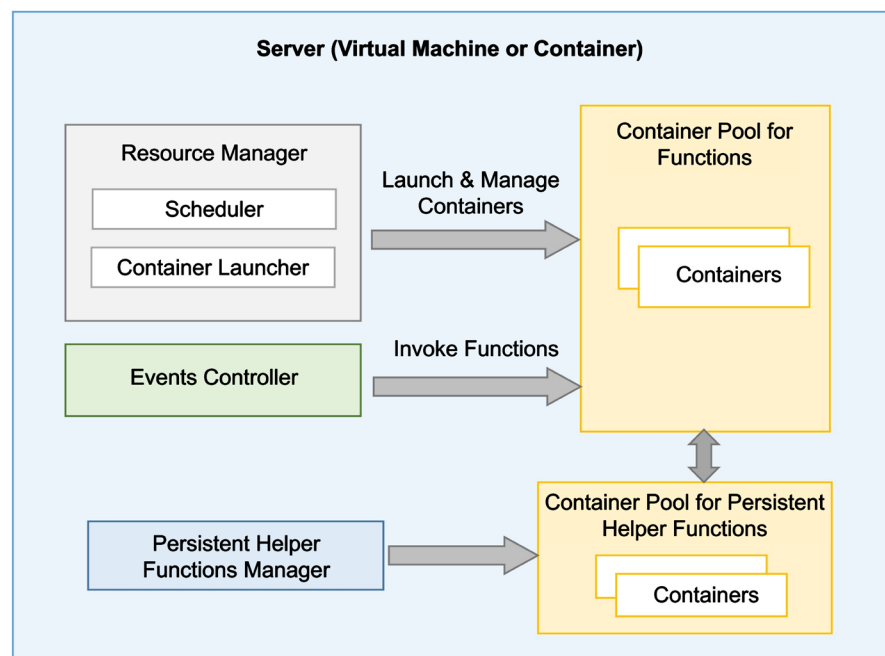 Server (Virtual Machine or Container)
Resource Manager
Scheduler
Container Launcher
Launch & Manage
Containers
Container Pool for
Functions
Containers
Events Controller
Invoke Functions
Persistent Helper
Functions Manager
Container Pool for Persistent
Helper Functions
Containers